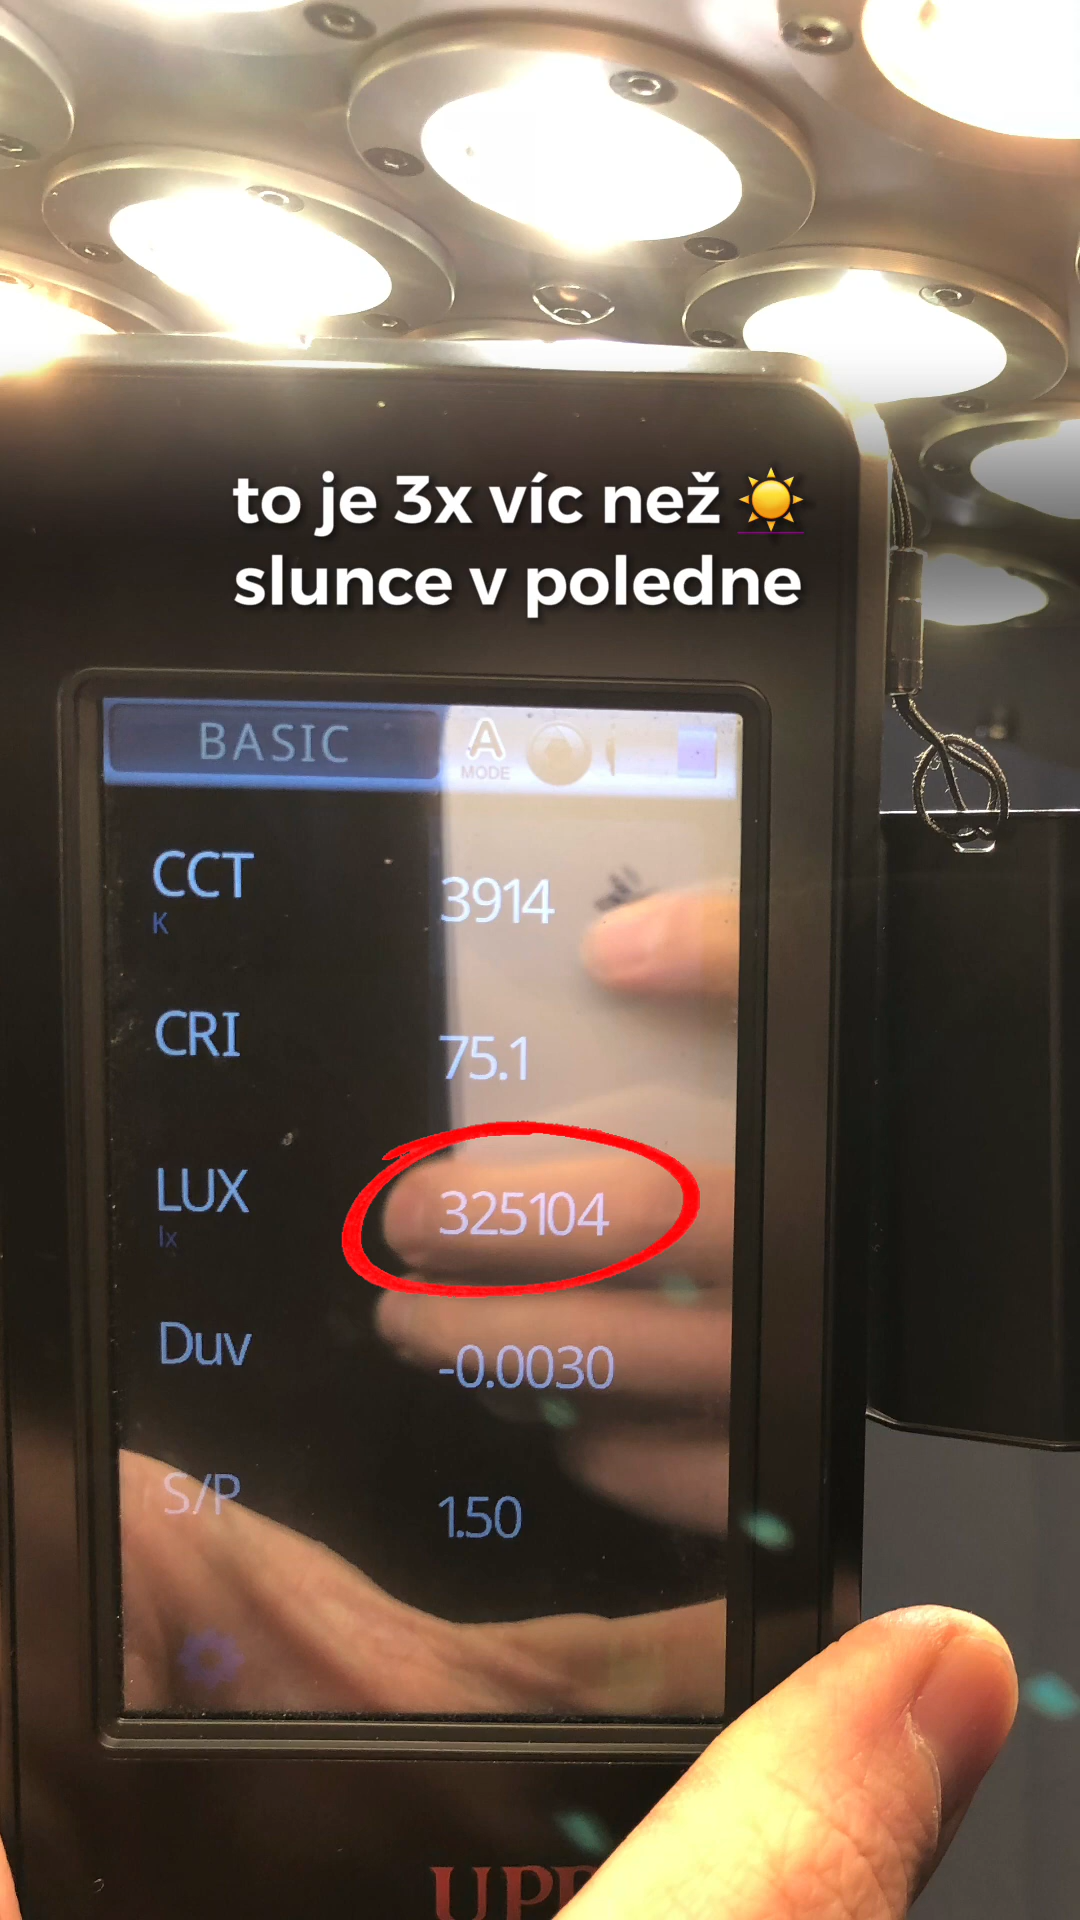 to je 3x víc než ☀️
slunce v poledne
BASIC
A
MODE
CCT 3914
K
CRI 75.1
LUX 325104
lx
Duv -0.0030
S/P 1.50